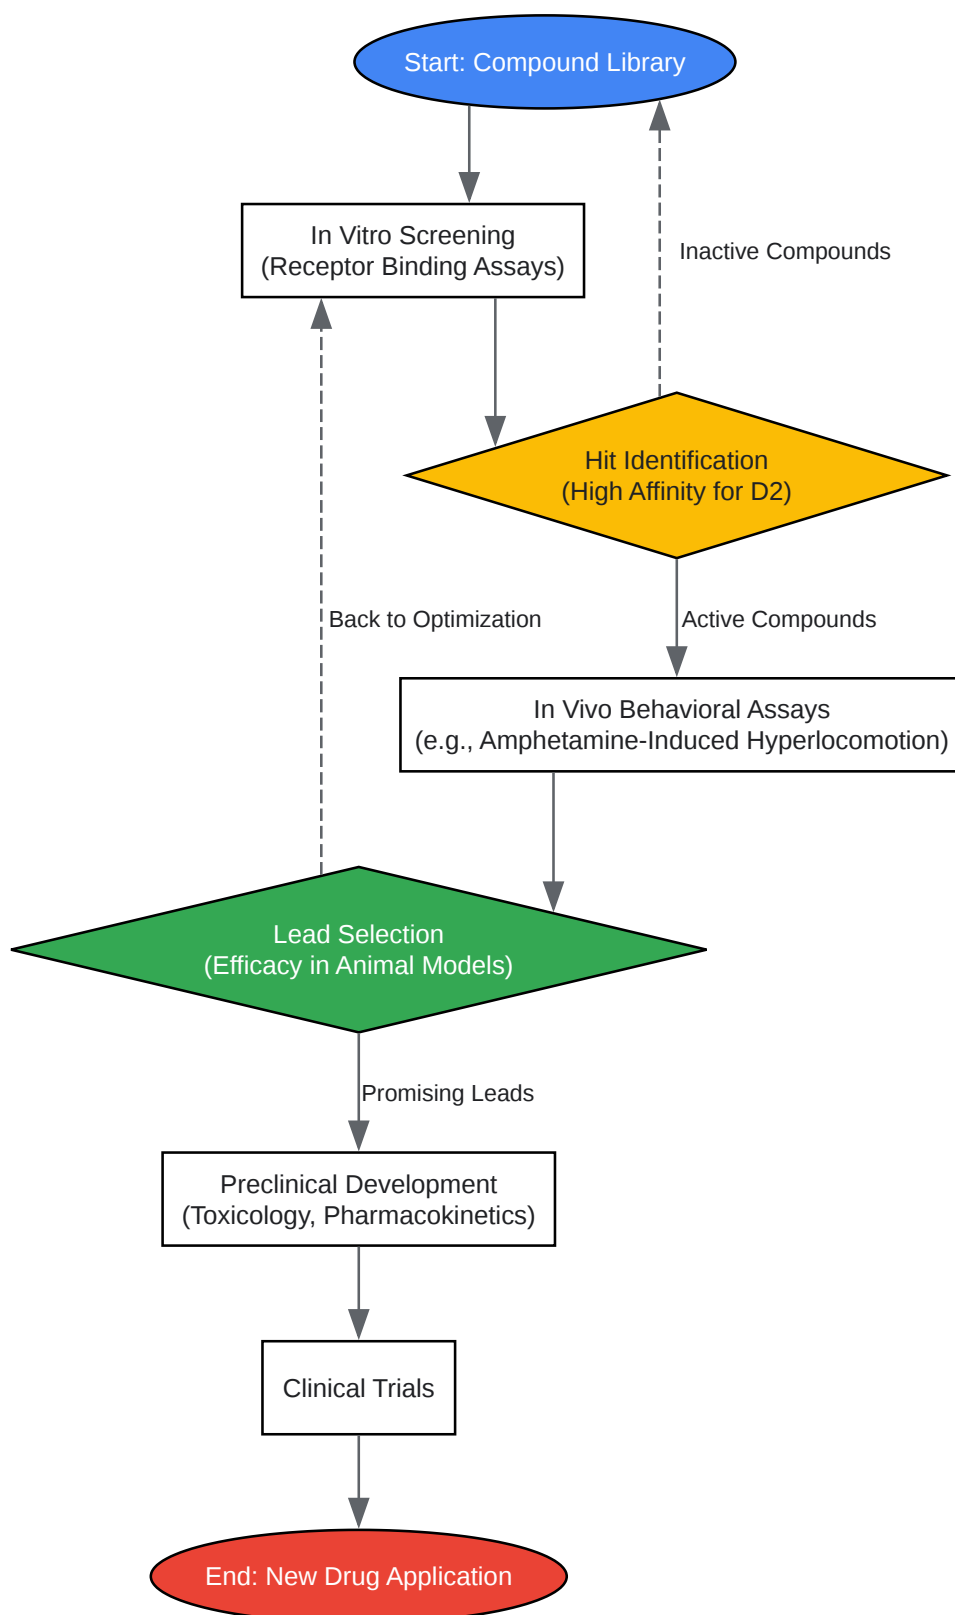 Start: Compound Library
In Vitro Screening
(Receptor Binding Assays)
Inactive Compounds
Hit Identification
(High Affinity for D2)
Back to Optimization
Active Compounds
In Vivo Behavioral Assays
(e.g., Amphetamine-Induced Hyperlocomotion)
Lead Selection
(Efficacy in Animal Models)
Promising Leads
Preclinical Development
(Toxicology, Pharmacokinetics)
Clinical Trials
End: New Drug Application